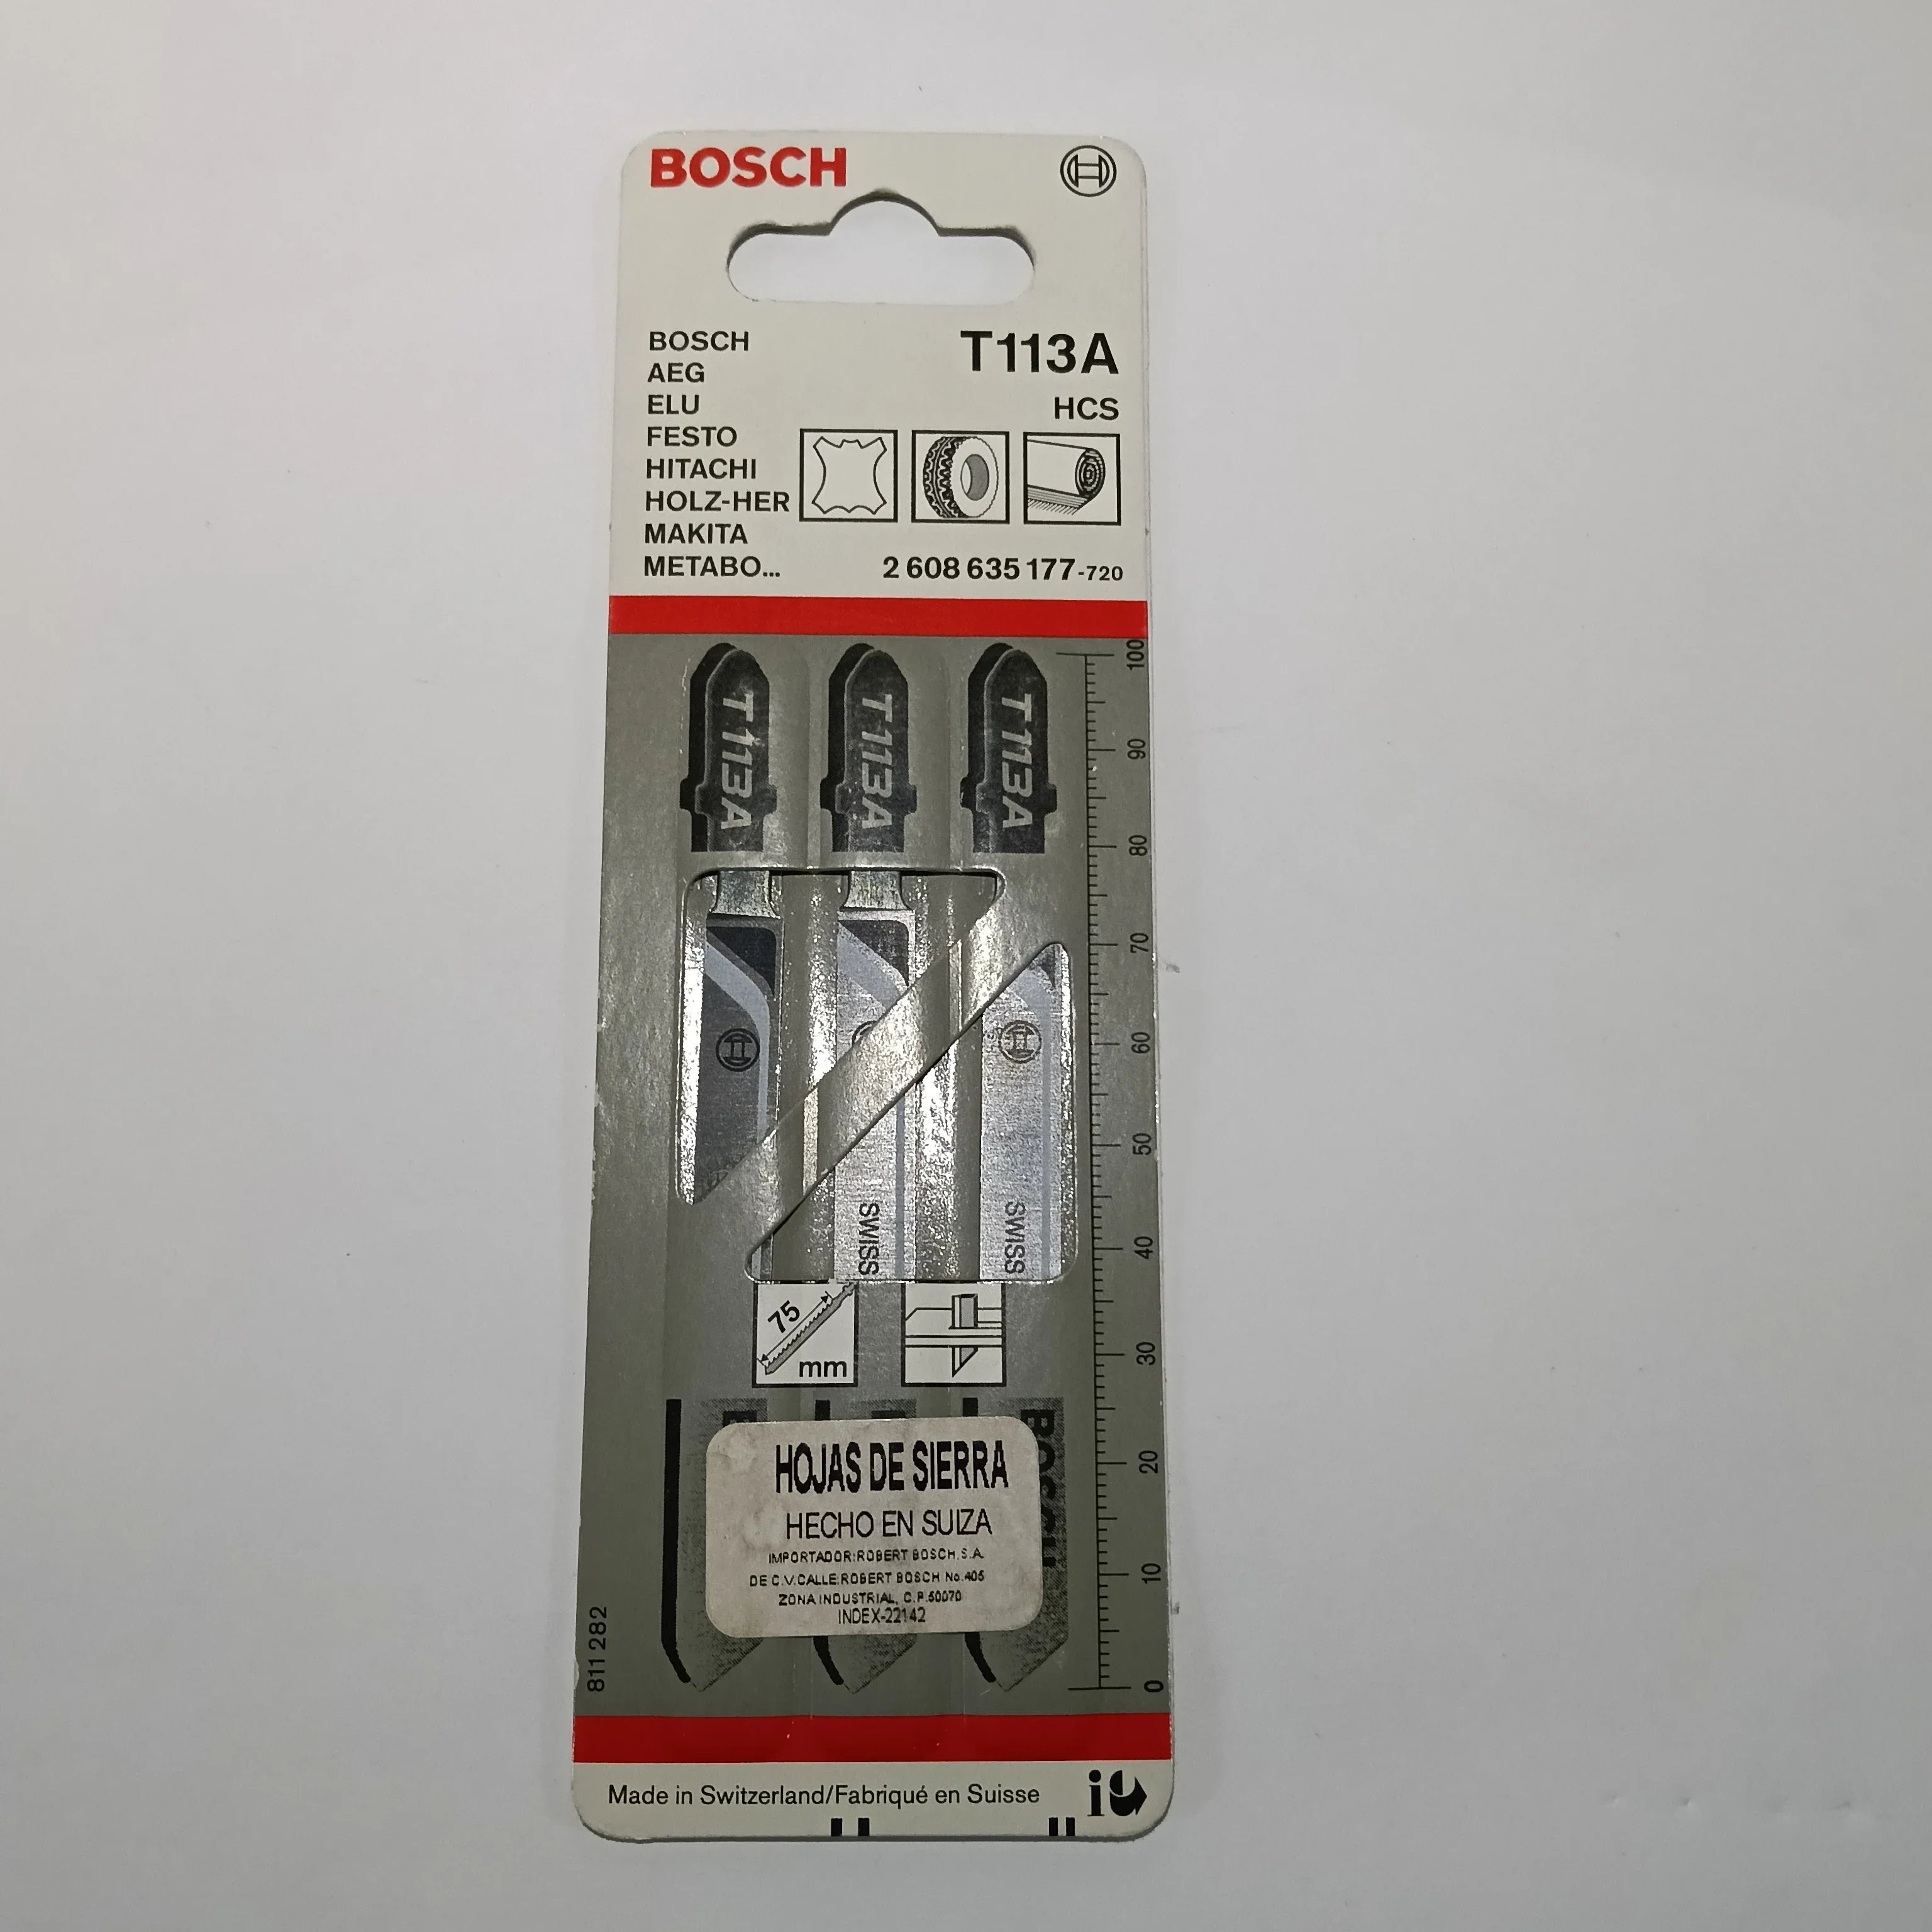 BOSCH
BOSCH
AEG
ELU
FESTO
HITACHI
HOLZ-HER
MAKITA
METABO...
T113A
HCS
2 608 635 177-720
T113A
T113A
T113A
100
90
80
70
60
50
40
30
20
10
0
SWISS
SWISS
75
mm
BOSCH
HOJAS DE SIERRA
HECHO EN SUIZA
IMPORTADOR:ROBERT BOSCH,S.A.
DE C.V.CALLE:ROBERT BOSCH No.405
ZONA INDUSTRIAL, C.P.50070
INDEX-22142
811 282
Made in Switzerland/Fabriqué en Suisse